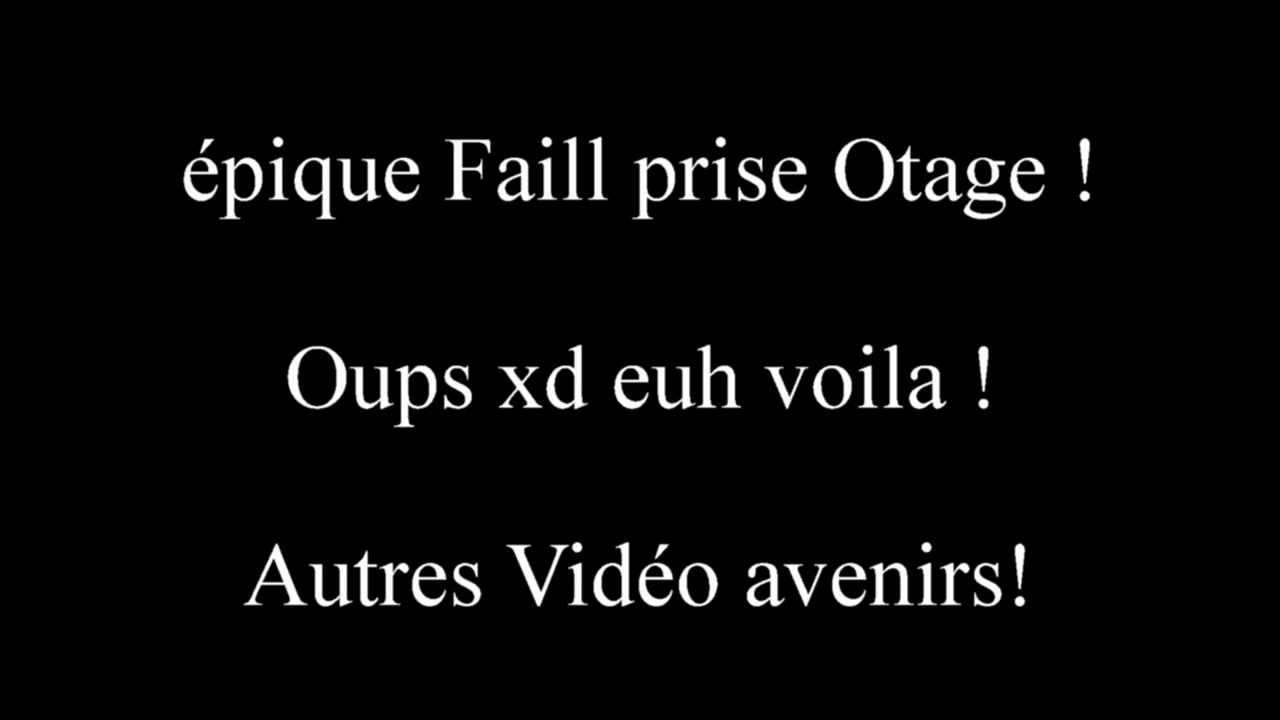 épique Faill prise Otage !
Oups xd euh voila !
Autres Vidéo avenirs!